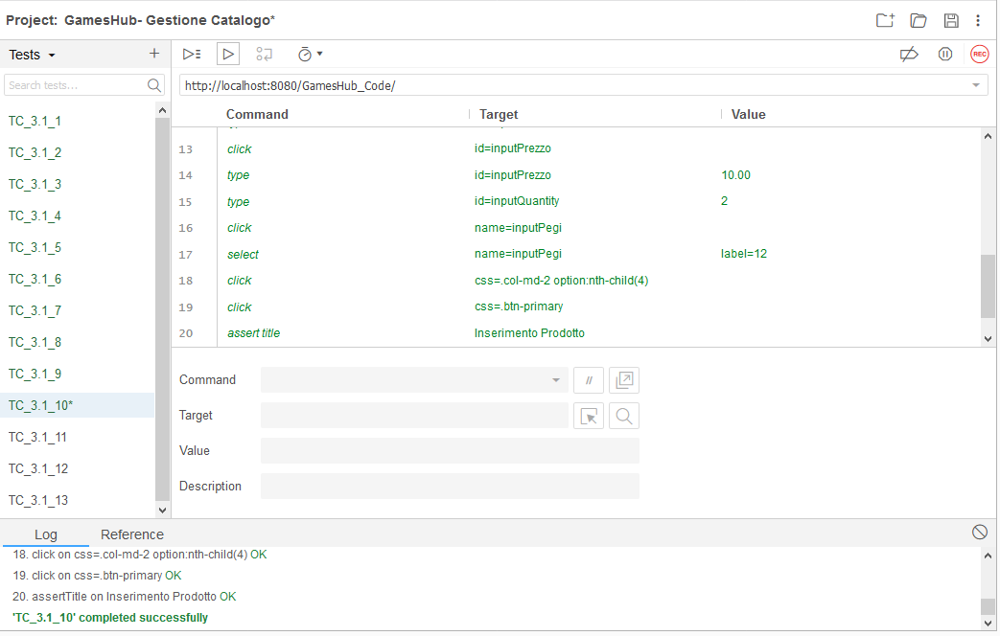 Project: GamesHub- Gestione Catalogo*
Tests
+
REC
Search tests...
http://localhost:8080/GamesHub_Code/
Command Target Value
13 click id=inputPrezzo
14 type id=inputPrezzo 10.00
15 type id=inputQuantity 2
16 click name=inputPegi
17 select name=inputPegi label=12
18 click css=.col-md-2 option:nth-child(4)
19 click css=.btn-primary
20 assert title Inserimento Prodotto
TC_3.1_1
TC_3.1_2
TC_3.1_3
TC_3.1_4
TC_3.1_5
TC_3.1_6
TC_3.1_7
TC_3.1_8
TC_3.1_9
TC_3.1_10*
TC_3.1_11
TC_3.1_12
TC_3.1_13
Command //
Target
Value
Description
Log Reference
18. click on css=.col-md-2 option:nth-child(4) OK
19. click on css=.btn-primary OK
20. assertTitle on Inserimento Prodotto OK
'TC_3.1_10' completed successfully